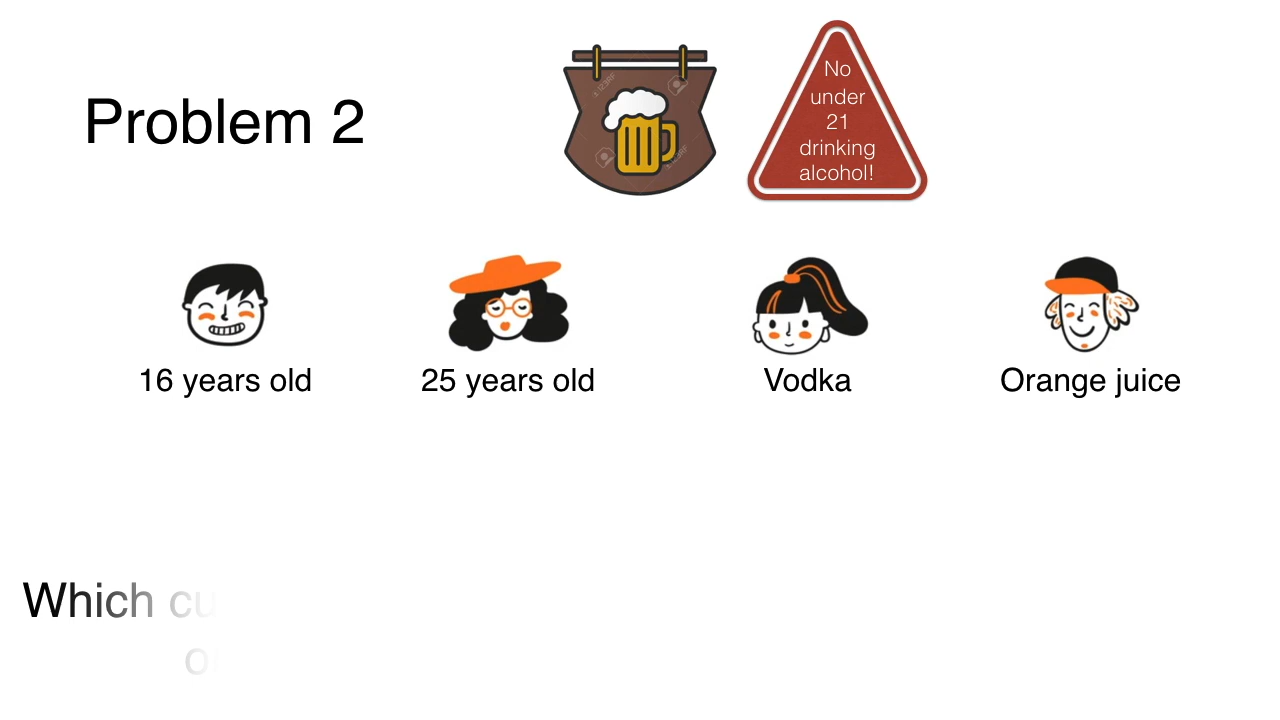 Problem 2
No
under
21
drinking
alcohol!
16 years old
25 years old
Vodka
Orange juice
Which